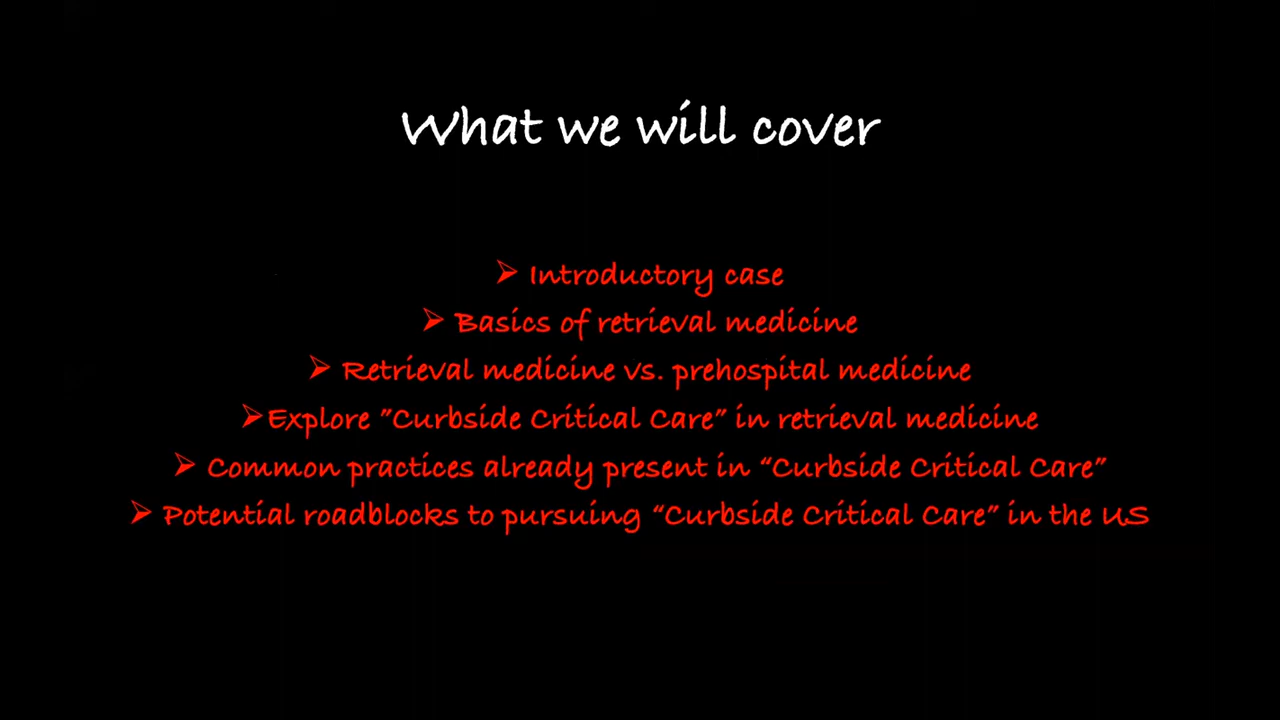 What we will cover
➢ Introductory case
➢ Basics of retrieval medicine
➢ Retrieval medicine vs. prehospital medicine
➢Explore ”Curbside Critical Care” in retrieval medicine
➢ Common practices already present in “Curbside Critical Care”
➢ Potential roadblocks to pursuing “Curbside Critical Care” in the US